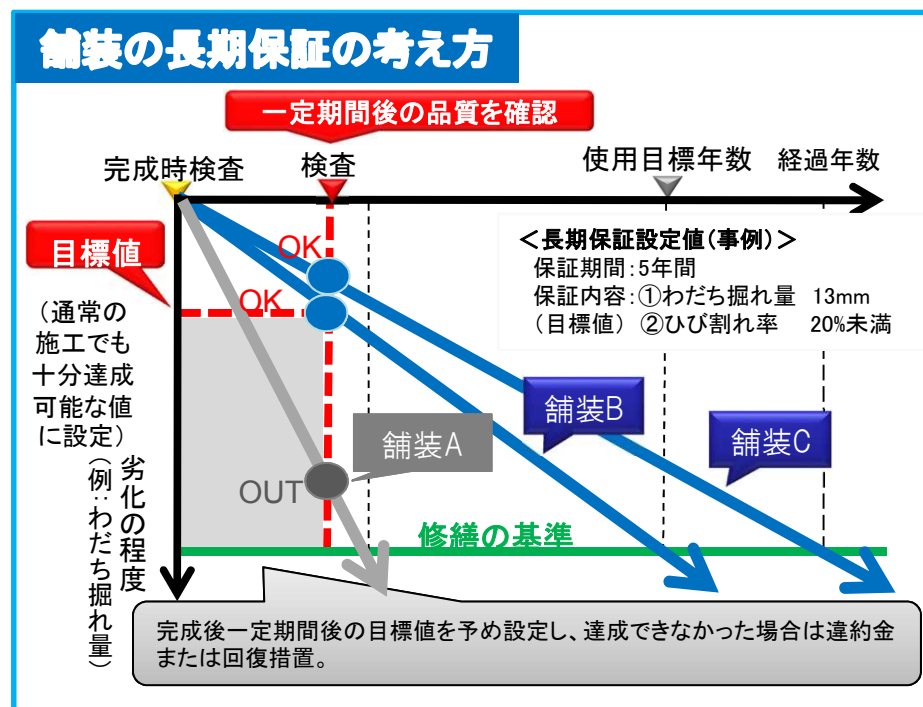 舗装の長期保証の考え方
一定期間後の品質を確認
完成時検査
検査
使用目標年数
経過年数
目標値
(通常の
施工でも
十分達成
可能な値
に設定)
OK
OK
OUT
<長期保証設定値(事例)>
保証期間:5年間
保証内容:①わだち掘れ量 13mm
(目標値) ②ひび割れ率 20%未満
舗装A
舗装B
舗装C
劣化の程度
(例:わだち掘れ量)
修繕の基準
完成後一定期間後の目標値を予め設定し、達成できなかった場合は違約金
または回復措置。